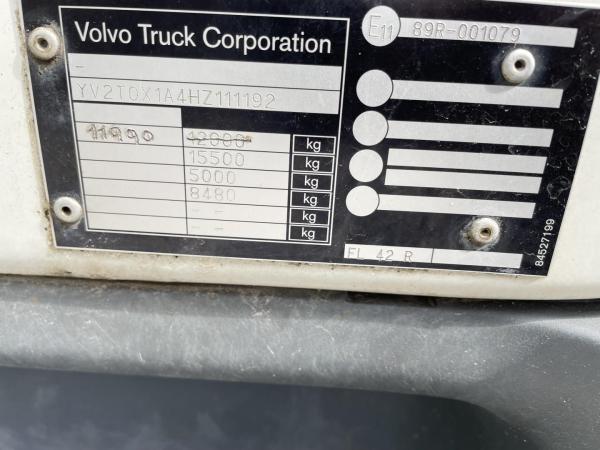 Volvo Truck Corporation
E11 89R-001079
-
YV2T0X1A4HZ111192
11990 12000 kg
15500 kg
5000 kg
8480 kg
- - kg
- - kg
FL 42 R
84527199